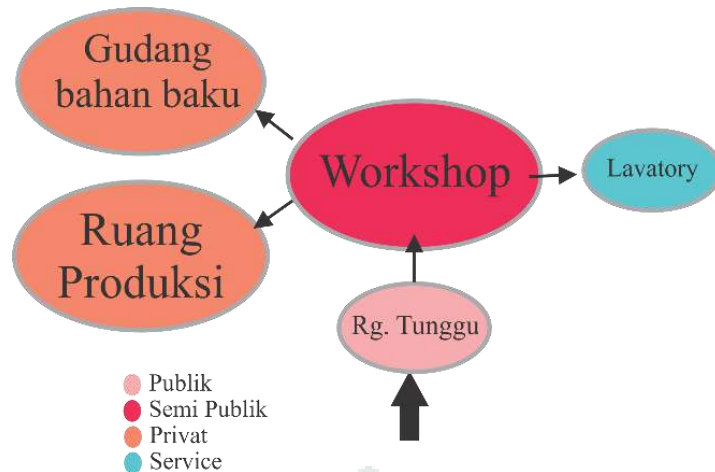 Gudang
bahan baku
Workshop
Lavatory
Ruang
Produksi
Rg. Tunggu
Publik
Semi Publik
Privat
Service